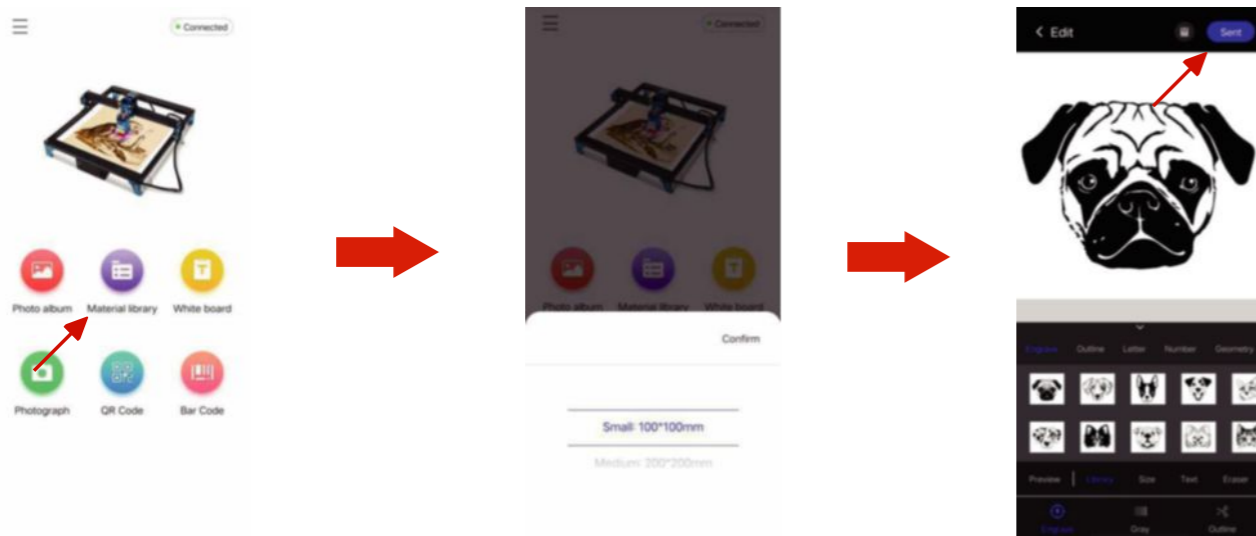 Connected
Photo album Material library White board
Photograph QR Code Bar Code
Connected
Photo album Material library White board
Confirm
Small: 100*100mm
Medium: 200*200mm
Edit Sent
Engrave Outline Letter Number Geometry
Preview Library Size Text Eraser
Engrave Gray Outline